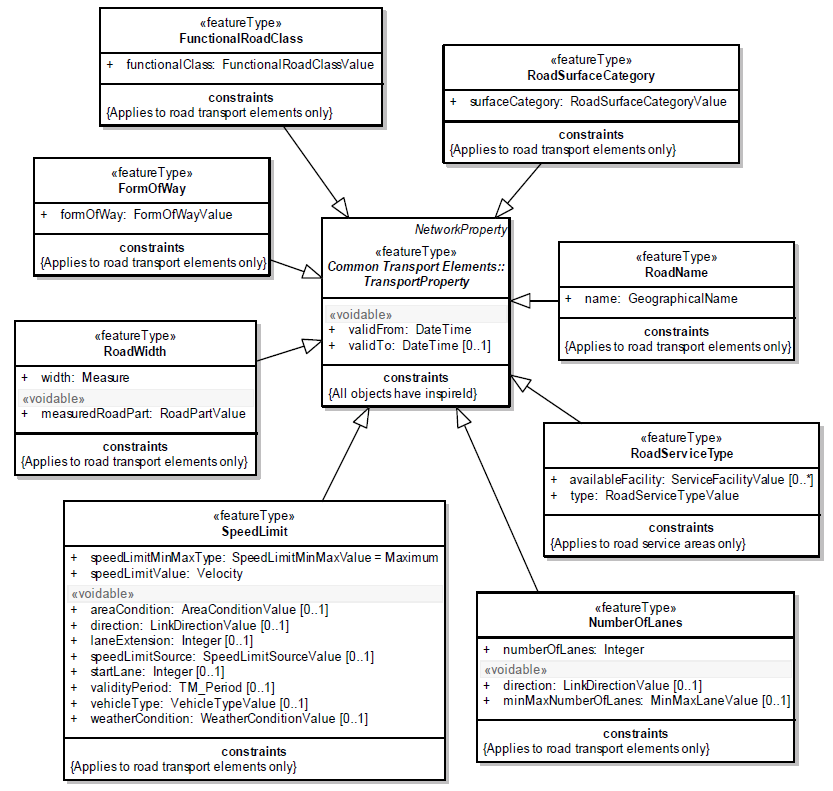 «featureType»
FunctionalRoadClass
+ functionalClass: FunctionalRoadClassValue
constraints
{Applies to road transport elements only}
«featureType»
RoadSurfaceCategory
+ surfaceCategory: RoadSurfaceCategoryValue
constraints
{Applies to road transport elements only}
«featureType»
FormOfWay
+ formOfWay: FormOfWayValue
constraints
{Applies to road transport elements only}
NetworkProperty
«featureType»
Common Transport Elements::
TransportProperty
«voidable»
+ validFrom: DateTime
+ validTo: DateTime [0..1]
constraints
{All objects have inspireId}
«featureType»
RoadName
+ name: GeographicalName
constraints
{Applies to road transport elements only}
«featureType»
RoadWidth
+ width: Measure
«voidable»
+ measuredRoadPart: RoadPartValue
constraints
{Applies to road transport elements only}
«featureType»
RoadServiceType
+ availableFacility: ServiceFacilityValue [0..*]
+ type: RoadServiceTypeValue
constraints
{Applies to road service areas only}
«featureType»
SpeedLimit
+ speedLimitMinMaxType: SpeedLimitMinMaxValue = Maximum
+ speedLimitValue: Velocity
«voidable»
+ areaCondition: AreaConditionValue [0..1]
+ direction: LinkDirectionValue [0..1]
+ laneExtension: Integer [0..1]
+ speedLimitSource: SpeedLimitSourceValue [0..1]
+ startLane: Integer [0..1]
+ validityPeriod: TM_Period [0..1]
+ vehicleType: VehicleTypeValue [0..1]
+ weatherCondition: WeatherConditionValue [0..1]
constraints
{Applies to road transport elements only}
«featureType»
NumberOfLanes
+ numberOfLanes: Integer
«voidable»
+ direction: LinkDirectionValue [0..1]
+ minMaxNumberOfLanes: MinMaxLaneValue [0..1]
constraints
{Applies to road transport elements only}